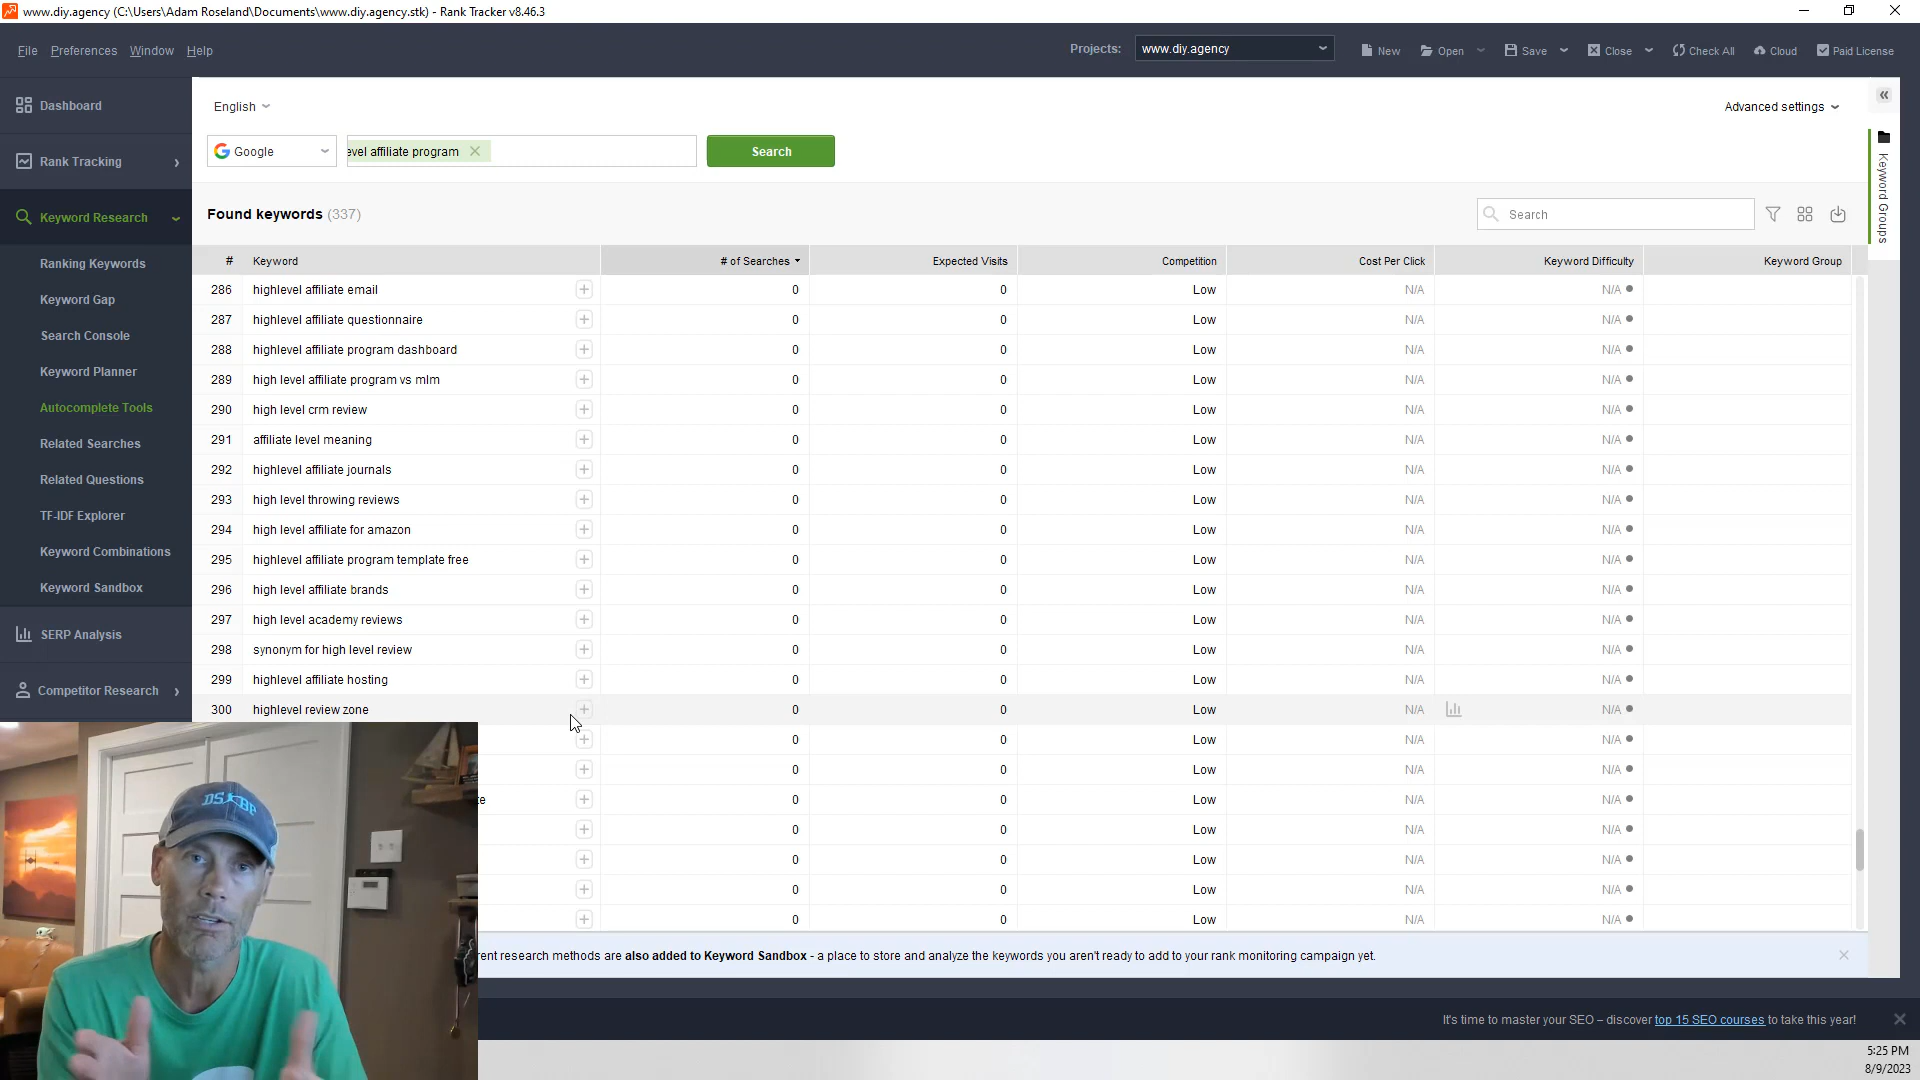 www.diy.agency (C:\Users\Adam Roseland\Documents\www.diy.agency.stk) - Rank Tracker v8.46.3
File Preferences Window Help
Projects: www.diy.agency New Open Save Close Check All Cloud Paid License
Dashboard
Rank Tracking
Keyword Research
Ranking Keywords
Keyword Gap
Search Console
Keyword Planner
Autocomplete Tools
Related Searches
Related Questions
TF-IDF Explorer
Keyword Combinations
Keyword Sandbox
SERP Analysis
Competitor Research
English
Advanced settings
Google
evel affiliate program
Search
Keyword Groups
Found keywords (337)
Search
# Keyword # of Searches Expected Visits Competition Cost Per Click Keyword Difficulty Keyword Group
286 highlevel affiliate email 0 0 Low N/A N/A
287 highlevel affiliate questionnaire 0 0 Low N/A N/A
288 highlevel affiliate program dashboard 0 0 Low N/A N/A
289 high level affiliate program vs mlm 0 0 Low N/A N/A
290 high level crm review 0 0 Low N/A N/A
291 affiliate level meaning 0 0 Low N/A N/A
292 highlevel affiliate journals 0 0 Low N/A N/A
293 high level throwing reviews 0 0 Low N/A N/A
294 high level affiliate for amazon 0 0 Low N/A N/A
295 highlevel affiliate program template free 0 0 Low N/A N/A
296 high level affiliate brands 0 0 Low N/A N/A
297 high level academy reviews 0 0 Low N/A N/A
298 synonym for high level review 0 0 Low N/A N/A
299 highlevel affiliate hosting 0 0 Low N/A N/A
300 highlevel review zone 0 0 Low N/A N/A
0 0 Low N/A N/A
0 0 Low N/A N/A
te 0 0 Low N/A N/A
0 0 Low N/A N/A
0 0 Low N/A N/A
0 0 Low N/A N/A
0 0 Low N/A N/A
rent research methods are also added to Keyword Sandbox - a place to store and analyze the keywords you aren't ready to add to your rank monitoring campaign yet.
It's time to master your SEO – discover top 15 SEO courses to take this year!
5:25 PM
8/9/2023